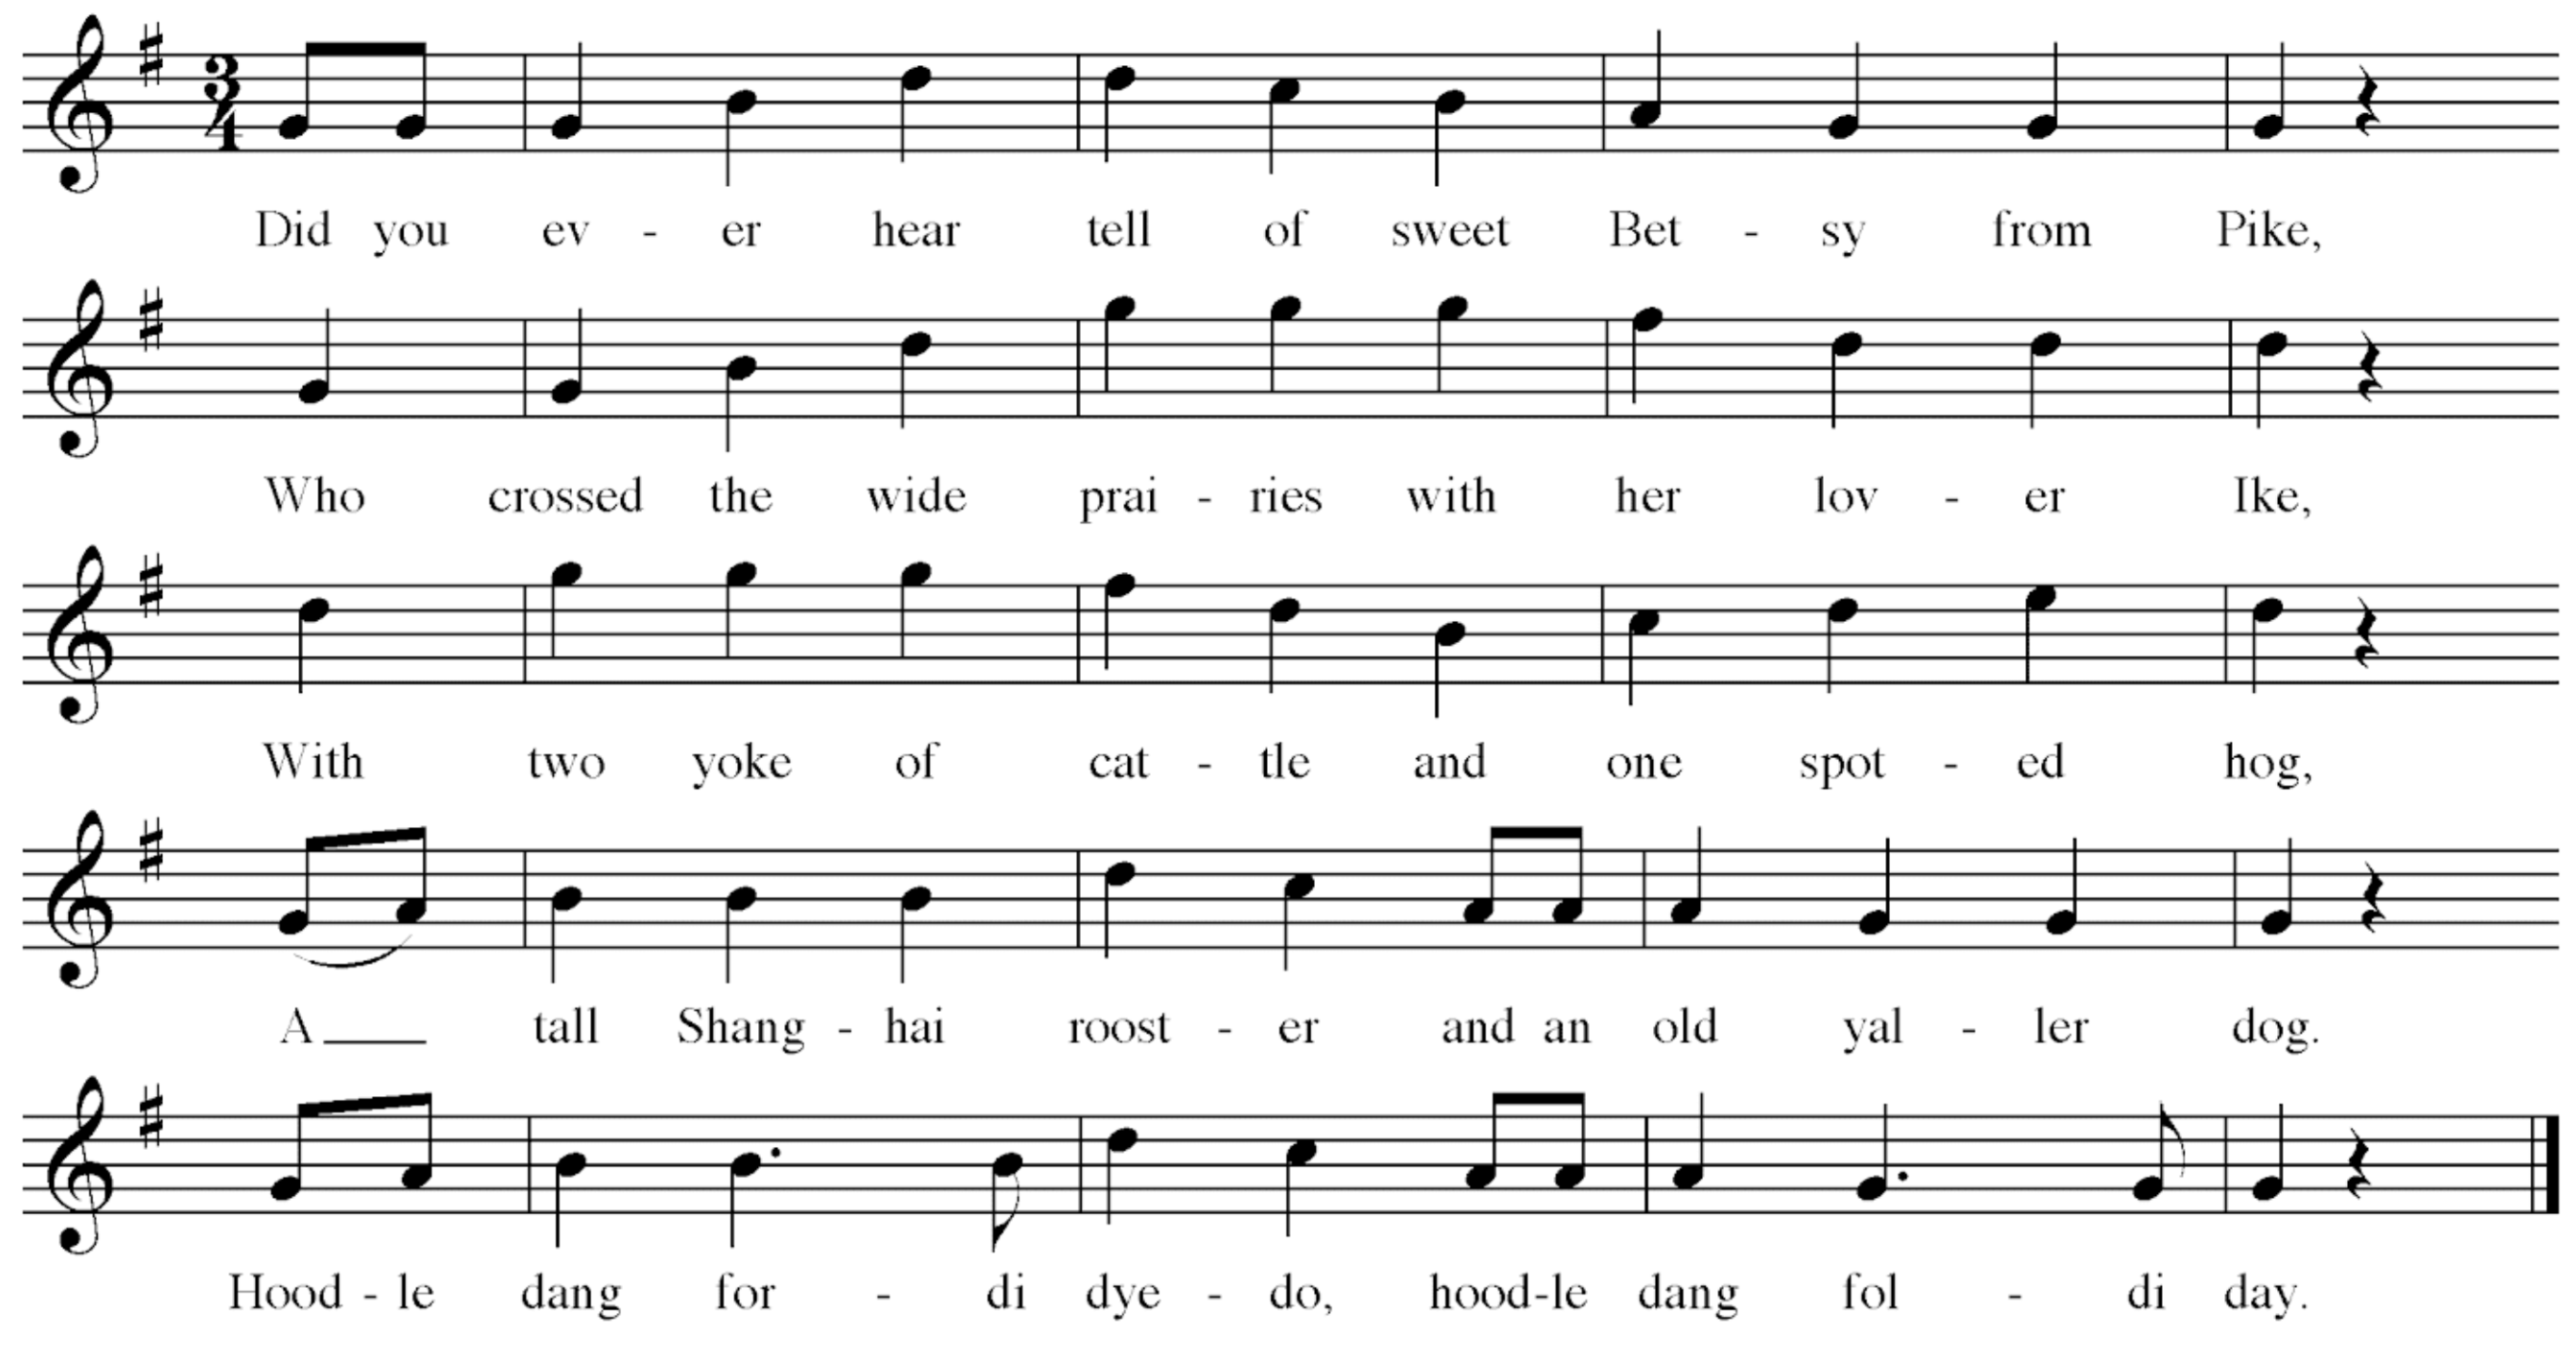 3
4
Did you ev - er hear tell of sweet Bet - sy from Pike,
Who crossed the wide prai - ries with her lov - er Ike,
With two yoke of cat - tle and one spot - ed hog,
A tall Shang - hai roost - er and an old yal - ler dog.
Hood - le dang for - di dye - do, hood-le dang fol - di day.